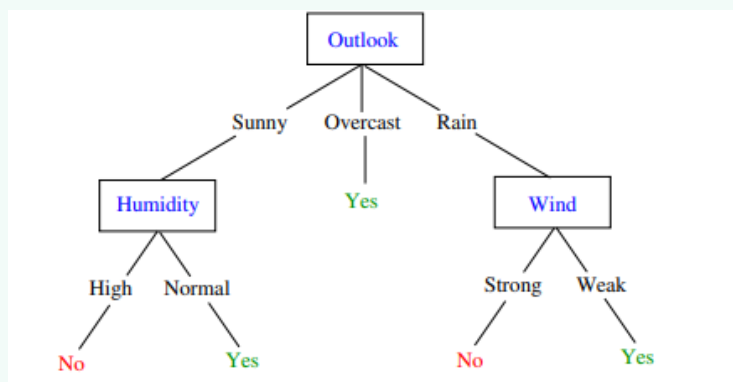 Outlook
Sunny Overcast Rain
Humidity Yes Wind
High Normal Strong Weak
No Yes No Yes